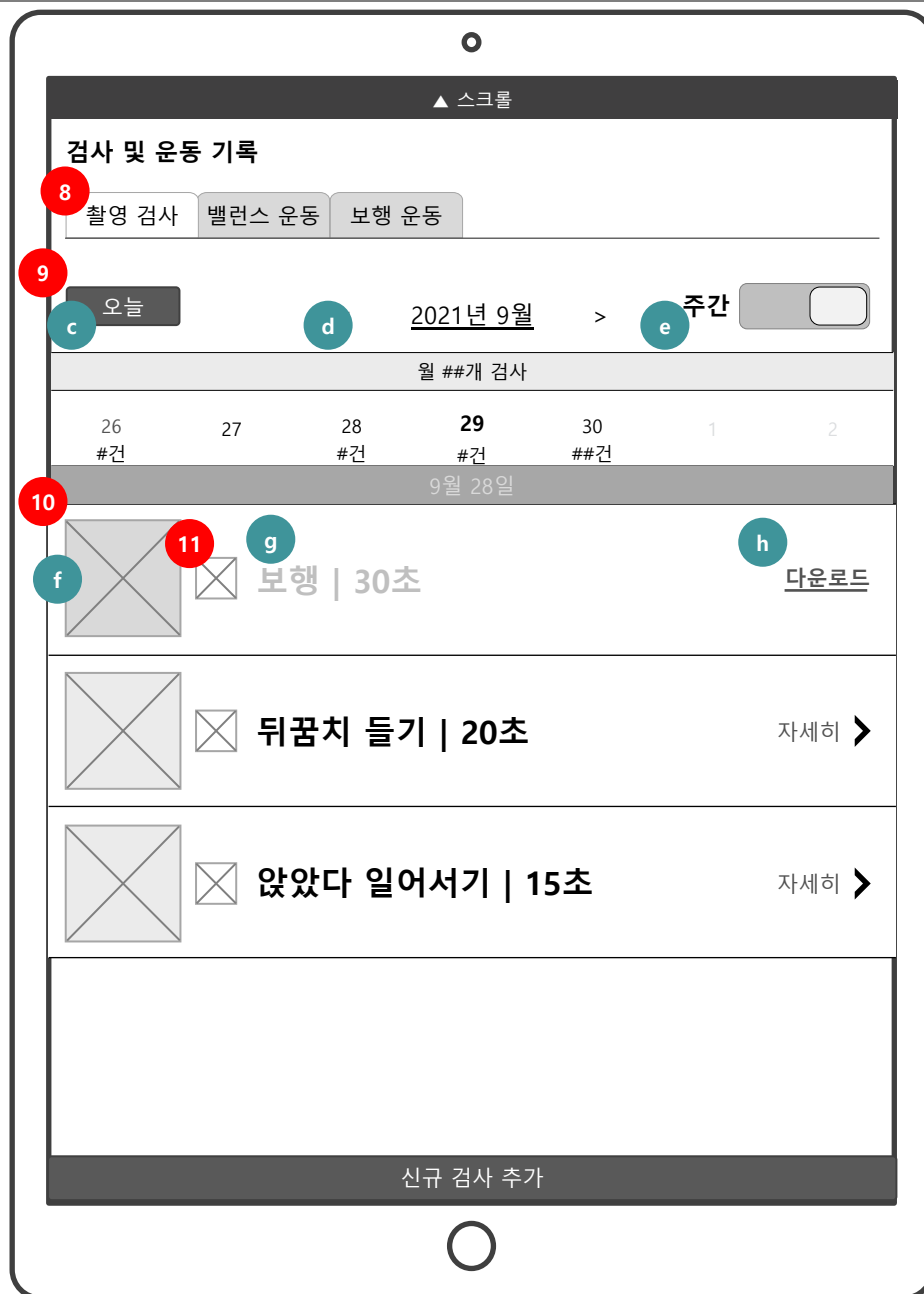 ▲ 스크롤
검사 및 운동 기록
8
촬영 검사 밸런스 운동 보행 운동
9
오늘 2021년 9월 > 주간
c d e
월 ##개 검사
26 27 28 29 30 1 2
#건 #건 #건 ##건
9월 28일
10
11 g h
f 보행 | 30초 다운로드
뒤꿈치 들기 | 20초 자세히 ❯
앉았다 일어서기 | 15초 자세히 ❯
신규 검사 추가